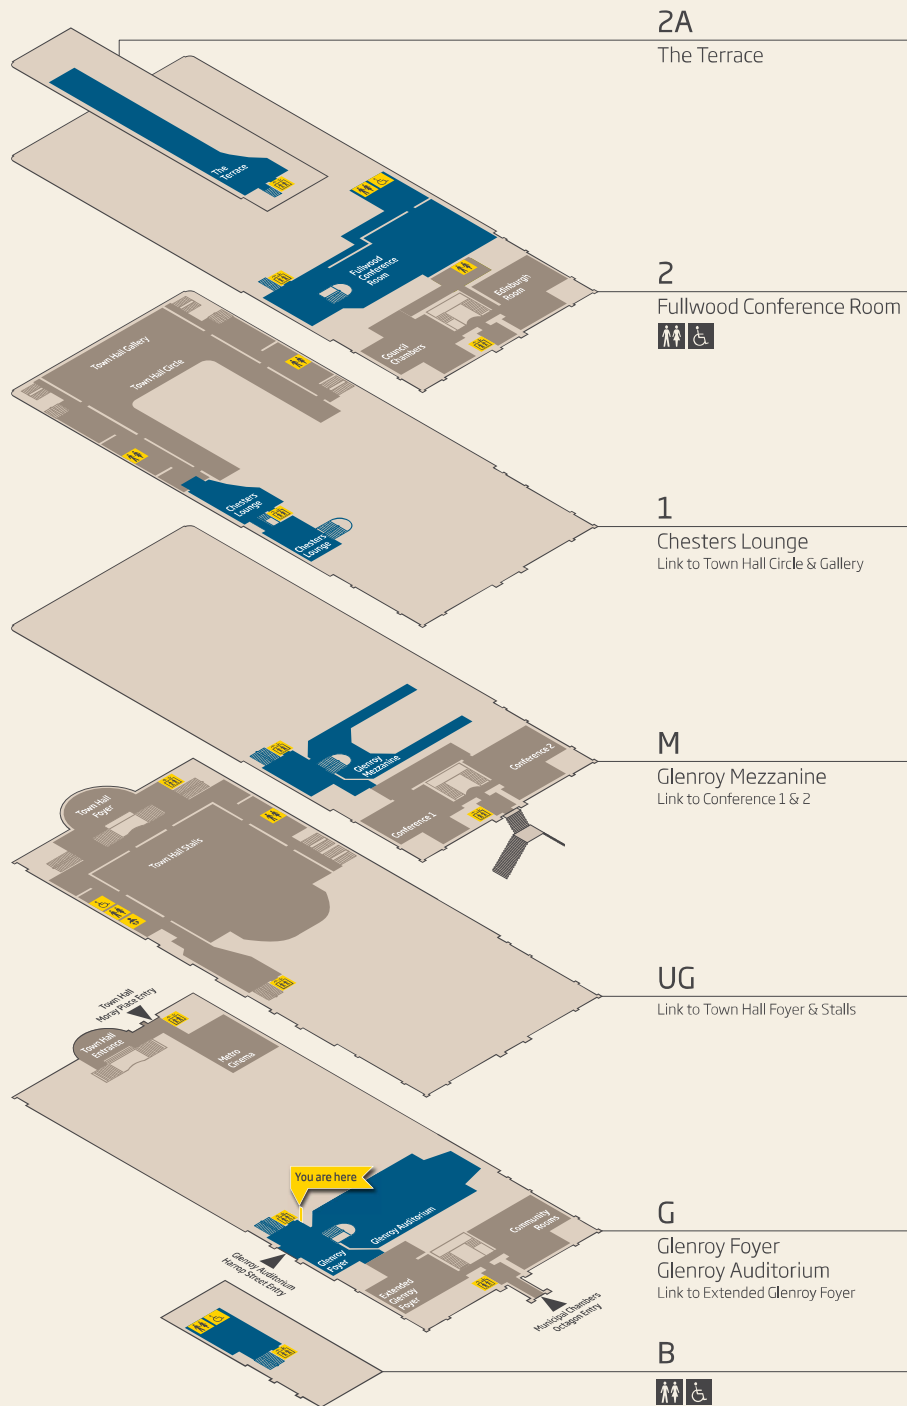 2A
The Terrace
The
Terrace
2
Fullwood Conference Room
Fullwood
Conference
Room
Edinburgh
Room
Council
Chambers
1
Chesters Lounge
Link to Town Hall Circle & Gallery
Town Hall Gallery
Town Hall Circle
Chesters
Lounge
Chesters
Lounge
M
Glenroy Mezzanine
Link to Conference 1 & 2
Glenroy
Mezzanine
Conference 2
Conference 1
UG
Link to Town Hall Foyer & Stalls
Town Hall
Foyer
Town Hall Stalls
G
Glenroy Foyer
Glenroy Auditorium
Link to Extended Glenroy Foyer
Town Hall
Moray Place Entry
Town Hall
Entrance
Metro
Cinema
You are here
Glenroy Auditorium
Glenroy
Foyer
Community
Rooms
Extended
Glenroy
Foyer
Glenroy Auditorium
Harrop Street Entry
Municipal Chambers
Octagon Entry
B